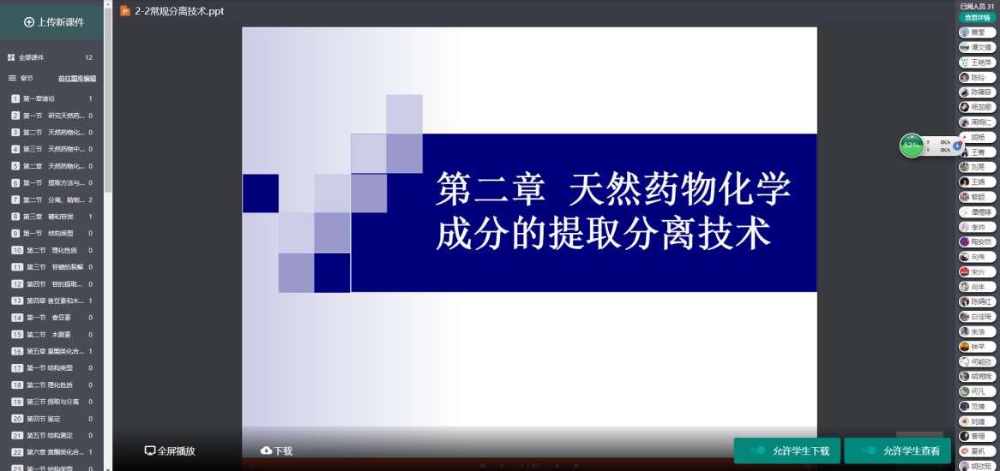 上传新课件
全部课件 12
章节 前往题库编辑
1 第一章绪论 1
2 第一节 研究天然药... 0
3 第二节 天然药物化... 0
4 第三节 天然药物中... 0
5 第二章 天然药物化... 0
6 第一节 提取方法与... 0
7 第二节 分离、精制... 2
8 第三章 糖和苷类 1
9 第一节 结构类型 0
10 第二节 理化性质 0
11 第三节 苷键的裂解 0
12 第四节 苷的提取... 0
13 第四章 香豆素和木... 1
14 第一节 香豆素 0
15 第二节 木脂素 0
16 第五章 蒽醌类化合... 1
17 第一节 结构类型 0
18 第二节 理化性质 0
19 第三节 提取与分离 0
20 第四节 鉴定 0
21 第五节 结构测定 0
22 第六章 黄酮类化合... 1
23 第一节 结构类型 0
2-2常规分离技术.ppt
第二章 天然药物化学
成分的提取分离技术
全屏播放
下载
1 / 42
允许学生下载
允许学生查看
53%
0K/s
0K/s
已阅人员 31
查看详情
蔡莹
谭文倩
王艳萍
陈玲
陈雍容
周婉仁
胡杨
王菁
刘易
王娟
黎颖
谭煜婷
李帅
陶安然
向伟
宋兴
向丰
陈娟红
白佳琦
朱浩
钟芊
何能欣
胡湘婉
何凡
范博
姚婕
曾珊
夏帆
胡欣茹